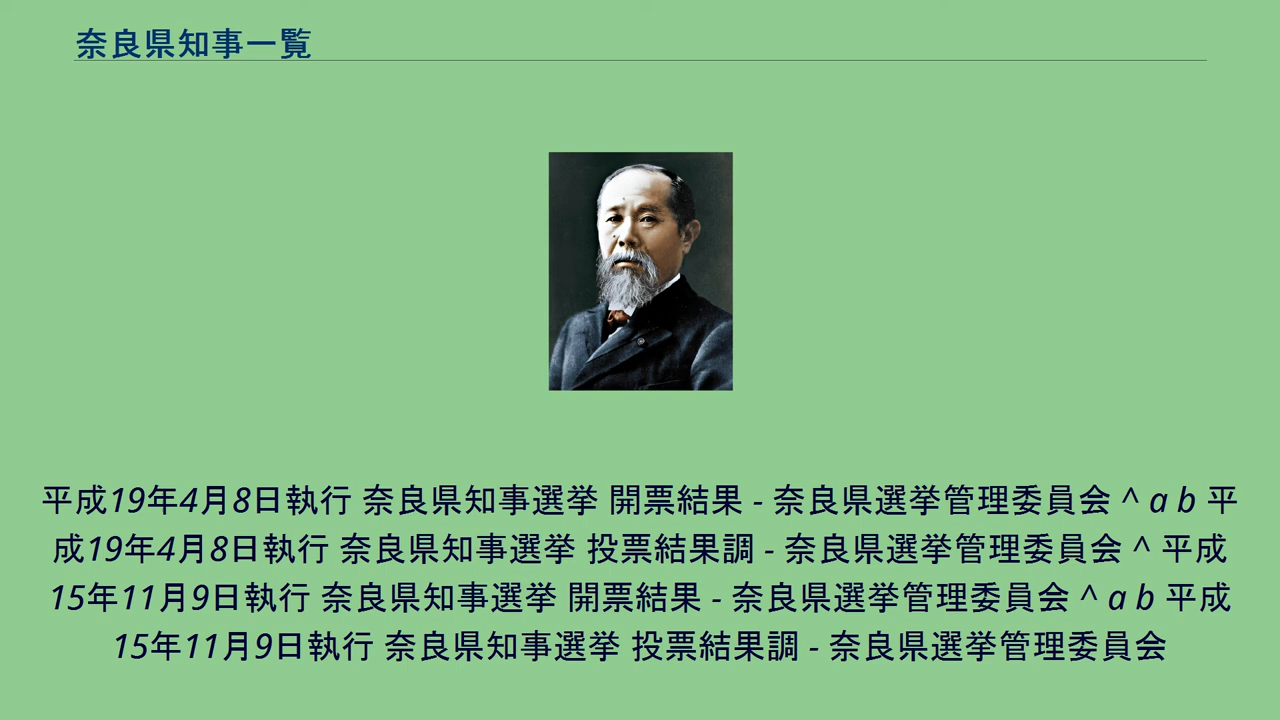 奈良県知事一覧
平成19年4月8日執行 奈良県知事選挙 開票結果 - 奈良県選挙管理委員会 ^ a b 平
成19年4月8日執行 奈良県知事選挙 投票結果調 - 奈良県選挙管理委員会 ^ 平成
15年11月9日執行 奈良県知事選挙 開票結果 - 奈良県選挙管理委員会 ^ a b 平成
15年11月9日執行 奈良県知事選挙 投票結果調 - 奈良県選挙管理委員会